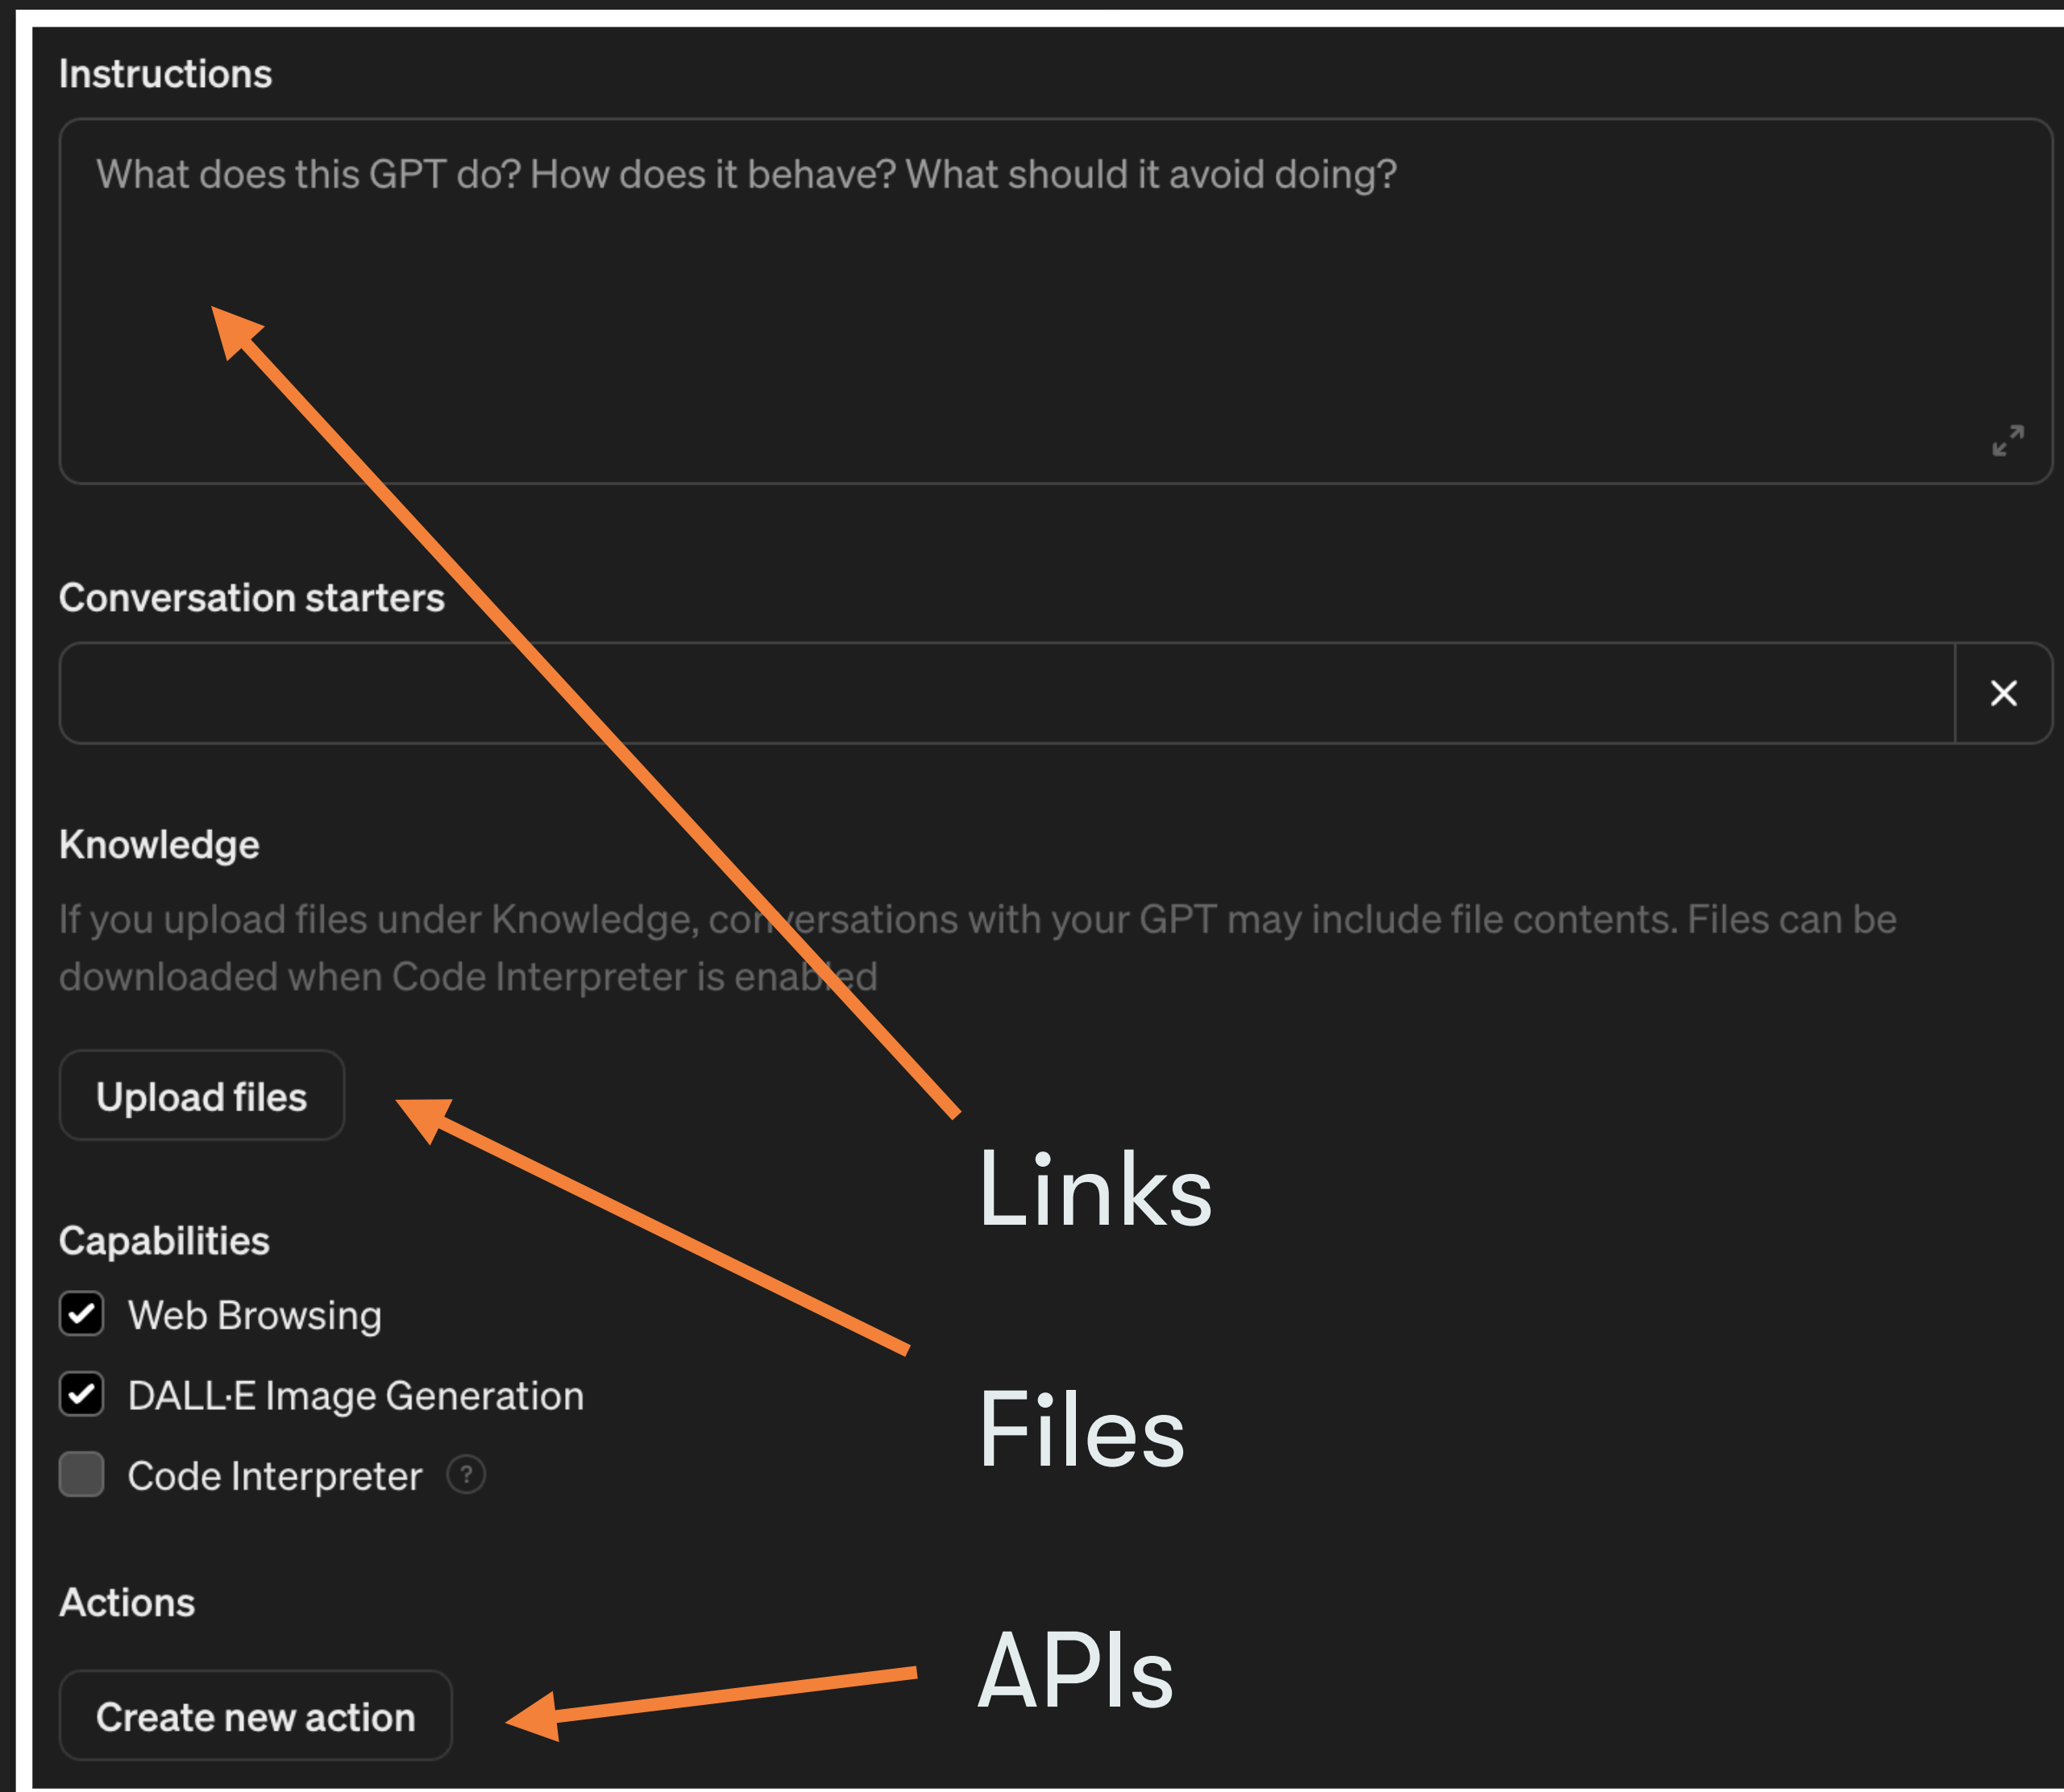 Instructions
What does this GPT do? How does it behave? What should it avoid doing?
Conversation starters
Knowledge
If you upload files under Knowledge, conversations with your GPT may include file contents. Files can be
downloaded when Code Interpreter is enabled
Upload files
Links
Capabilities
Web Browsing
DALL·E Image Generation
Files
Code Interpreter ?
Actions
APIs
Create new action